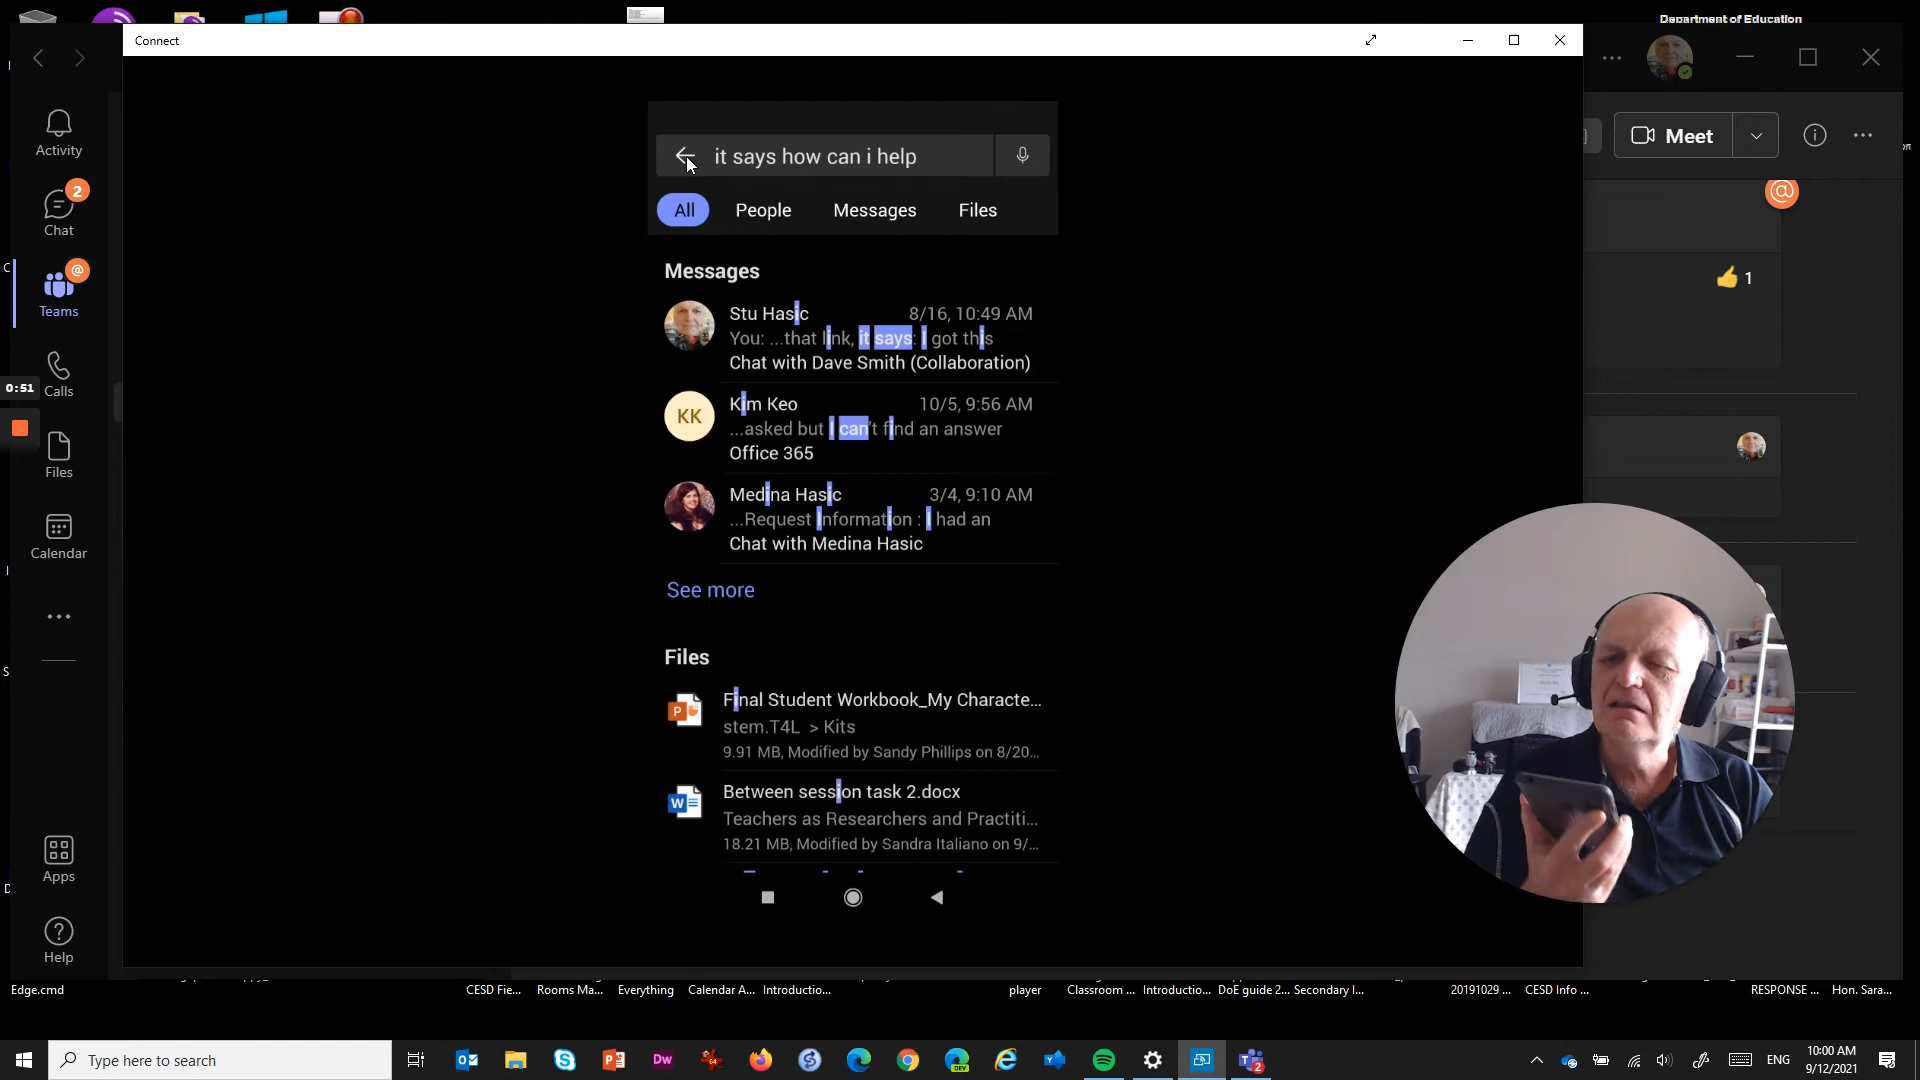 Department of Education
Connect
Meet
Activity
2
Chat
@
Teams
0:51
Calls
Files
Calendar
Apps
Help
it says how can i help
All People Messages Files
Messages
Stu Hasic 8/16, 10:49 AM
You: ...that link, it says: I got this
Chat with Dave Smith (Collaboration)
KK
Kim Keo 10/5, 9:56 AM
...asked but I can't find an answer
Office 365
Medina Hasic 3/4, 9:10 AM
...Request Information : I had an
Chat with Medina Hasic
See more
Files
Final Student Workbook_My Characte...
stem.T4L > Kits
9.91 MB, Modified by Sandy Phillips on 8/20...
Between session task 2.docx
Teachers as Researchers and Practiti...
18.21 MB, Modified by Sandra Italiano on 9/...
@
1
Edge.cmd
CESD Fie... Rooms Ma... Everything Calendar A... Introductio...
player Classroom ... Introductio... DoE guide 2... Secondary I...
20191029 ... CESD Info ... RESPONSE ... Hon. Sara...
Type here to search
Dw
64
DEV
2
ENG
10:00 AM
9/12/2021